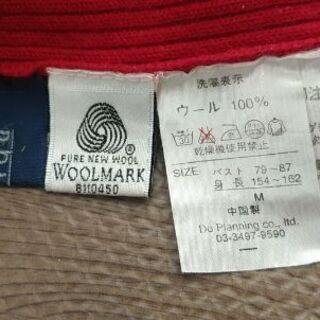 PURE NEW WOOL
®
WOOLMARK
8110450
洗濯表示
ウール 100%
乾燥機使用禁止
SIZE バスト 79~87
身長 154~162
M
中国製
Do Planning co., ltd.
03-3497-9590
注